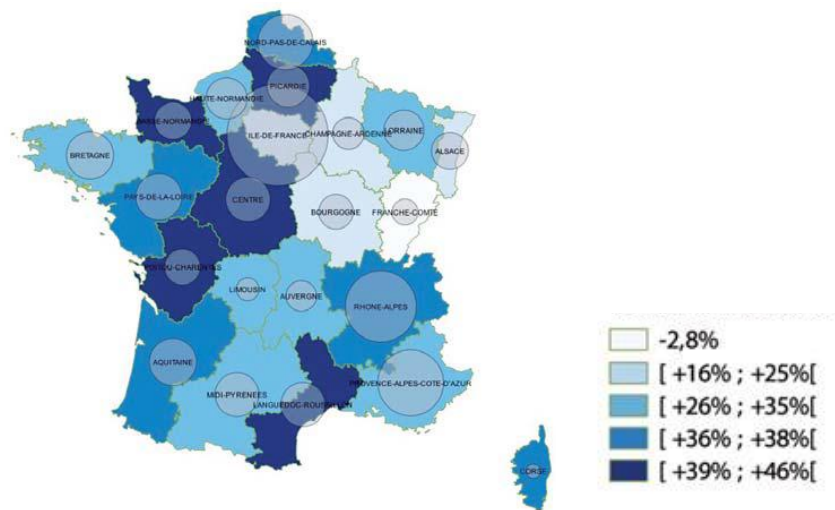 NORD-PAS-DE-CALAIS
PICARDIE
HAUTE-NORMANDIE
BASSE-NORMANDIE
ILE-DE-FRANCE
CHAMPAGNE-ARDENNE
LORRAINE
ALSACE
BRETAGNE
PAYS-DE-LA-LOIRE
CENTRE
BOURGOGNE
FRANCHE-COMTE
POITOU-CHARENTES
LIMOUSIN
AUVERGNE
RHONE-ALPES
AQUITAINE
MIDI-PYRENEES
LANGUEDOC-ROUSSILLON
PROVENCE-ALPES-COTE-D'AZUR
CORSE
-2,8%
[ +16% ; +25%[
[ +26% ; +35%[
[ +36% ; +38%[
[ +39% ; +46%[